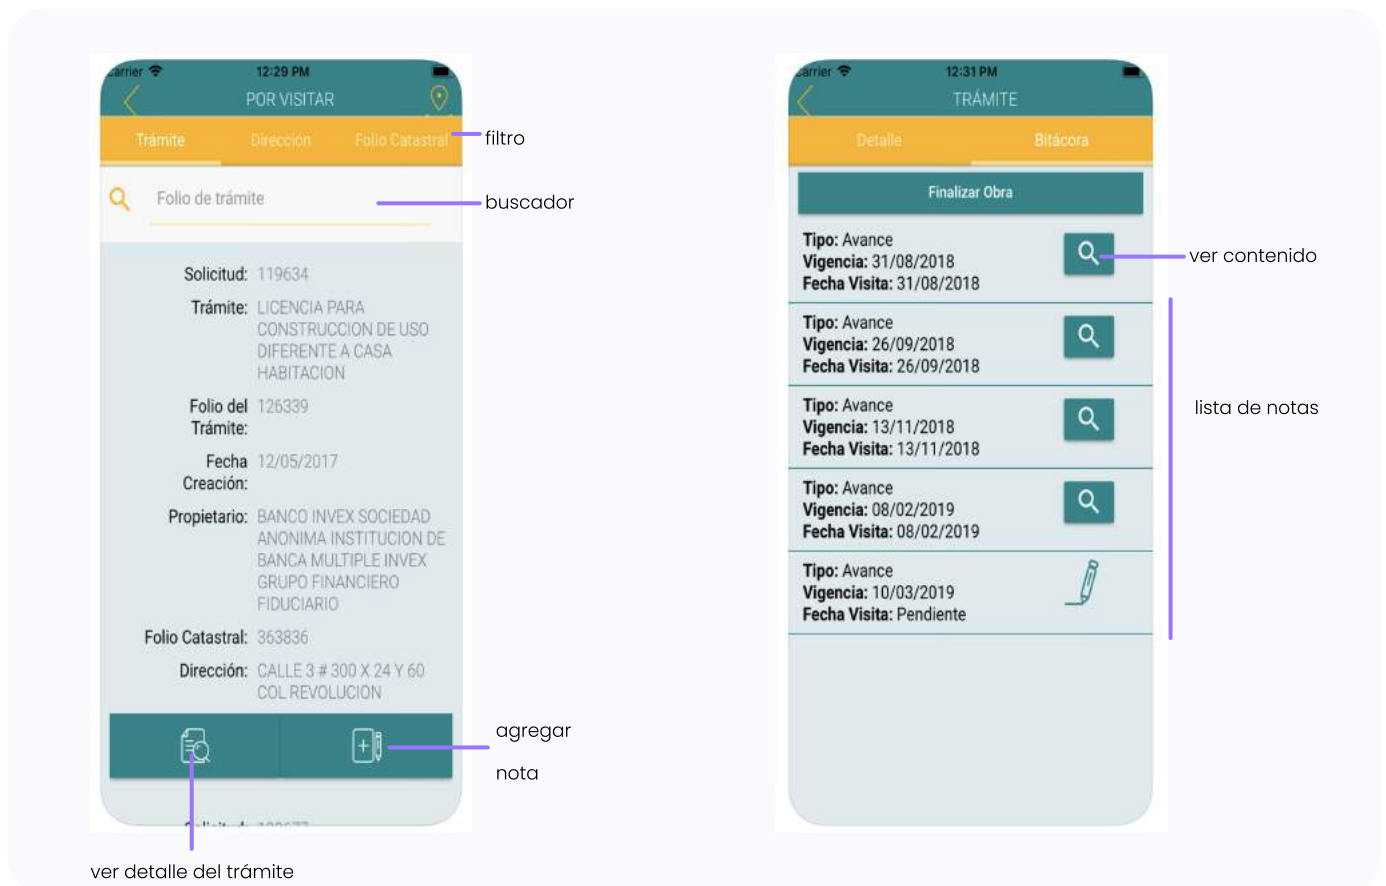 arrier 12:29 PM
POR VISITAR
Trámite Dirección Folio Catastral
filtro
Folio de trámite
buscador
Solicitud: 119634
Trámite: LICENCIA PARA
CONSTRUCCION DE USO
DIFERENTE A CASA
HABITACION
Folio del 126339
Trámite:
Fecha 12/05/2017
Creación:
Propietario: BANCO INVEX SOCIEDAD
ANONIMA INSTITUCION DE
BANCA MULTIPLE INVEX
GRUPO FINANCIERO
FIDUCIARIO
Folio Catastral: 363836
Dirección: CALLE 3 # 300 X 24 Y 60
COL REVOLUCION
agregar
nota
ver detalle del trámite
arrier 12:31 PM
TRÁMITE
Detalle Bitácora
Finalizar Obra
Tipo: Avance
Vigencia: 31/08/2018
Fecha Visita: 31/08/2018
ver contenido
Tipo: Avance
Vigencia: 26/09/2018
Fecha Visita: 26/09/2018
Tipo: Avance
Vigencia: 13/11/2018
Fecha Visita: 13/11/2018
lista de notas
Tipo: Avance
Vigencia: 08/02/2019
Fecha Visita: 08/02/2019
Tipo: Avance
Vigencia: 10/03/2019
Fecha Visita: Pendiente